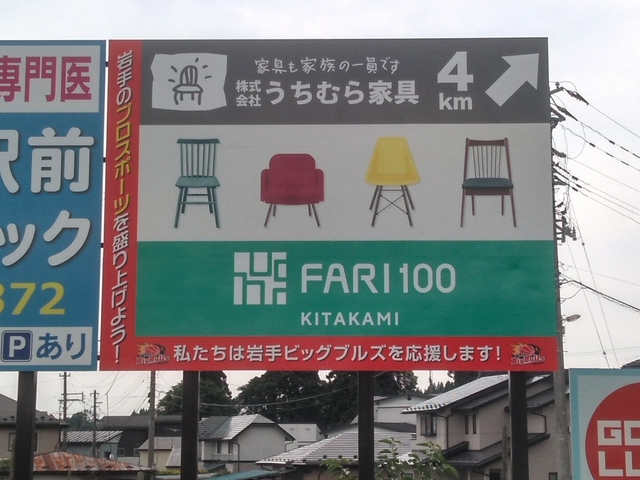 専門医
駅前
ック
372
P あり
岩手のプロスポーツを盛り上げよう!
家具も家族の一員です
株式会社 うちむら家具
4km
FARI 100
KITAKAMI
私たちは岩手ビッグブルズを応援します!